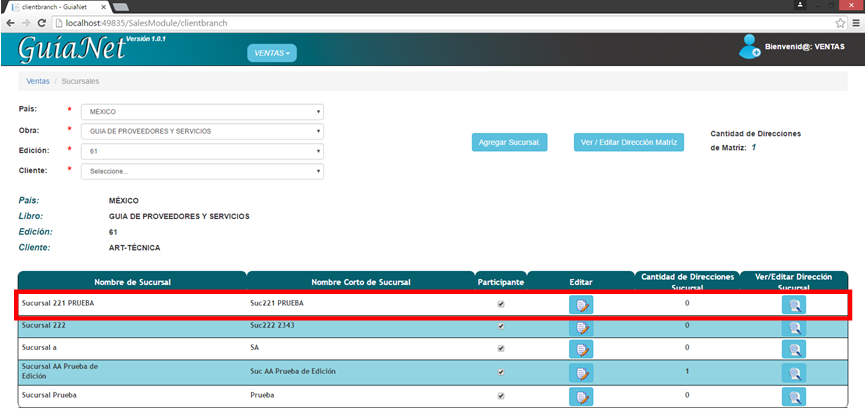 clientbranch - GuiaNet
localhost:49835/SalesModule/clientbranch
GuíaNet Versión 1.0.1
VENTAS
Bienvenid@: VENTAS
Ventas / Sucursales
País: * MÉXICO
Obra: * GUIA DE PROVEEDORES Y SERVICIOS
Edición: * 61
Cliente: * Seleccione...
Agregar Sucursal
Ver / Editar Dirección Matriz
Cantidad de Direcciones
de Matriz: 1
País: MÉXICO
Libro: GUIA DE PROVEEDORES Y SERVICIOS
Edición: 61
Cliente: ART-TÉCNICA
Nombre de Sucursal Nombre Corto de Sucursal Participante Editar Cantidad de Direcciones Sucursal Ver/Editar Dirección Sucursal
Sucursal 221 PRUEBA Suc221 PRUEBA 0
Sucursal 222 Suc222 2343 0
Sucursal a SA 0
Sucursal AA Prueba de
Edición Suc AA Prueba de Edición 1
Sucursal Prueba Prueba 0